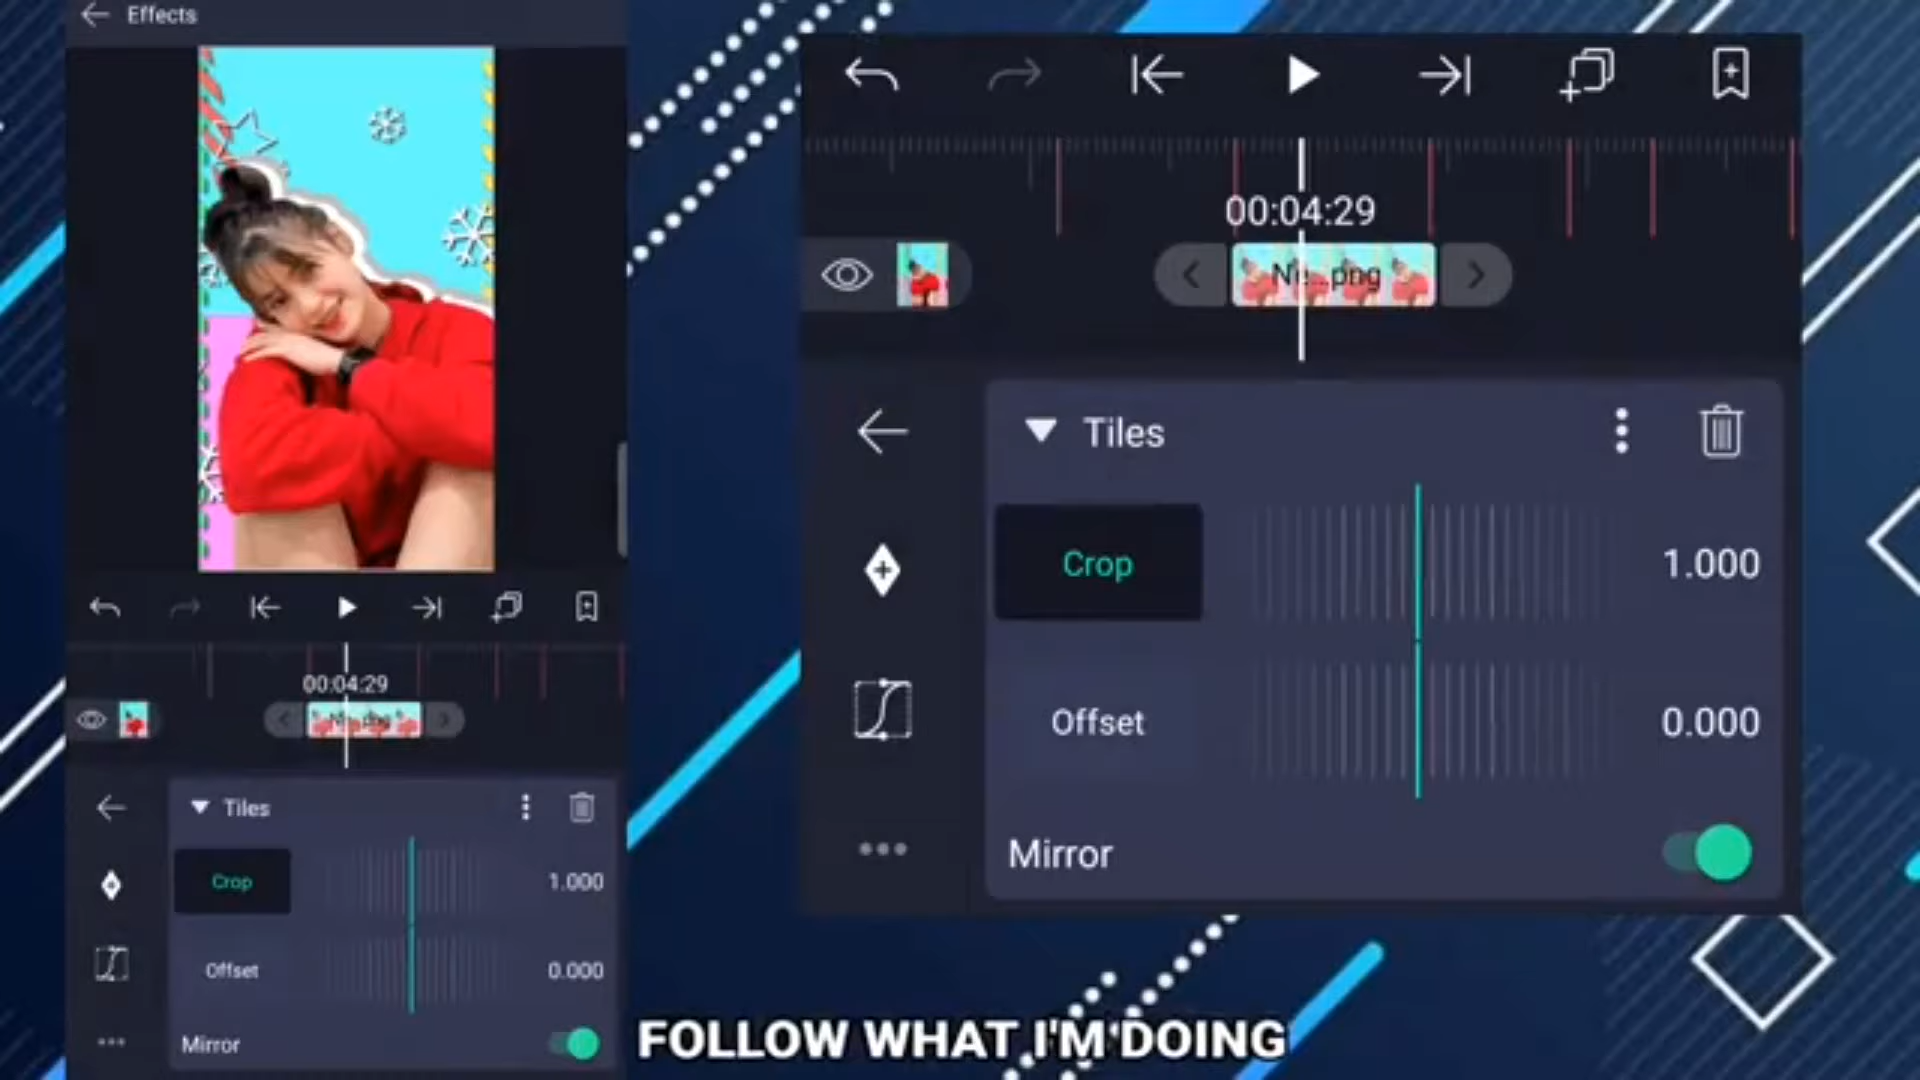 Effects
00:04:29
Tiles
Crop
1.000
Offset
0.000
Mirror
00:04:29
Ne...png
Tiles
Crop
1.000
Offset
0.000
Mirror
FOLLOW WHAT I'M DOING